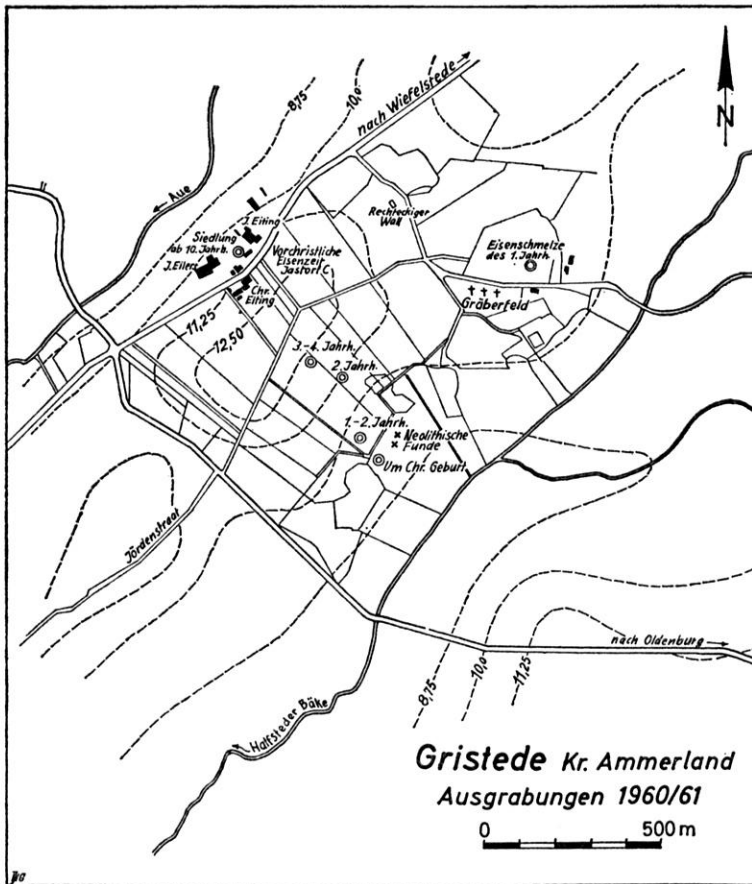 8,75
10,0
nach Wiefelstede
N
Aue
J. Eiting
Siedlung
ab 10. Jahrh.
J. Eilers
Rechteckiger
Wall
Vorchristliche
Eisenzeit
Jastorf C
Eisenschmelze
des 1. Jahrh.
Chr.
Eiting
Gräberfeld
11,25
12,50
3.-4. Jahrh.
2. Jahrh.
1.-2. Jahrh.
Neolithische
Funde
Um Chr. Geburt
Jördenstraat
nach Oldenburg
8,75
10,0
11,25
Halfsteder Bäke
Gristede Kr. Ammerland
Ausgrabungen 1960/61
0 500 m